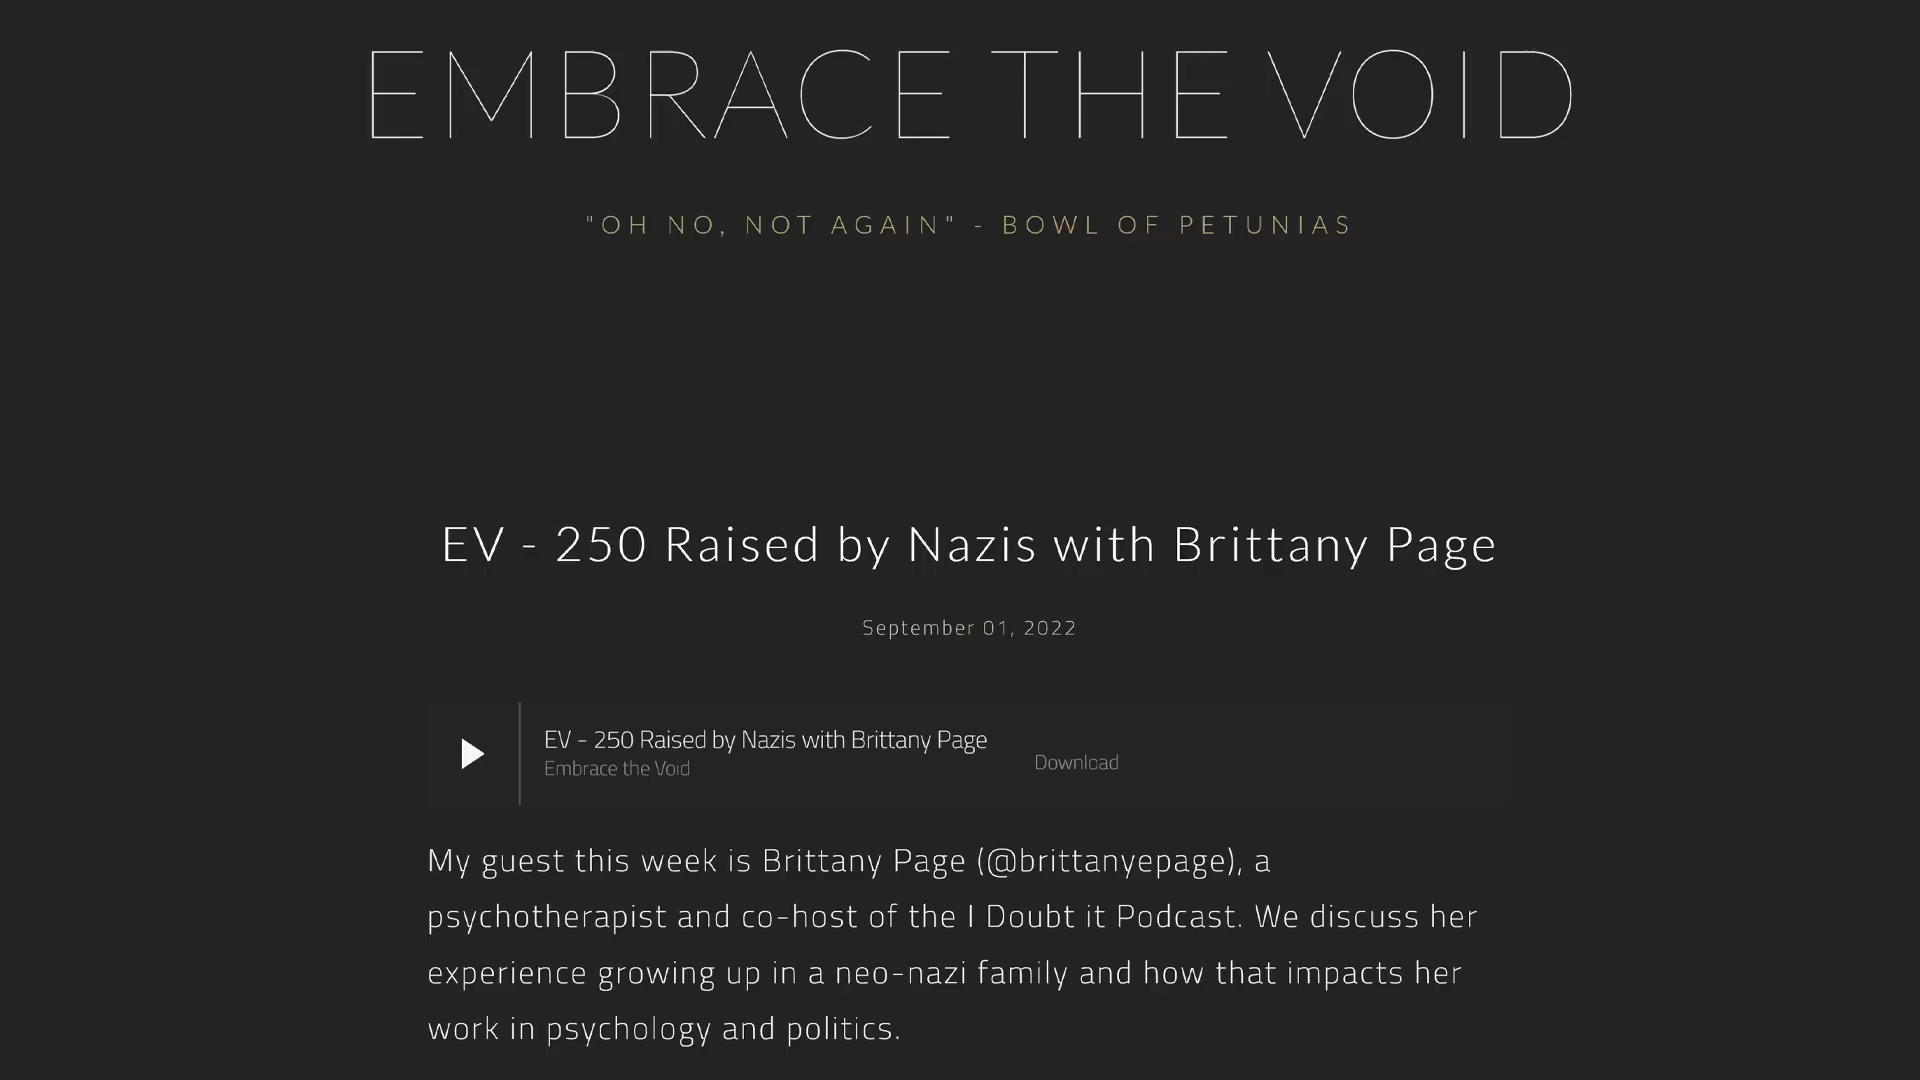 EMBRACE THE VOID
"OH NO, NOT AGAIN" - BOWL OF PETUNIAS
EV - 250 Raised by Nazis with Brittany Page
September 01, 2022
EV - 250 Raised by Nazis with Brittany Page
Embrace the Void
Download
My guest this week is Brittany Page (@brittanyepage), a
psychotherapist and co-host of the I Doubt it Podcast. We discuss her
experience growing up in a neo-nazi family and how that impacts her
work in psychology and politics.